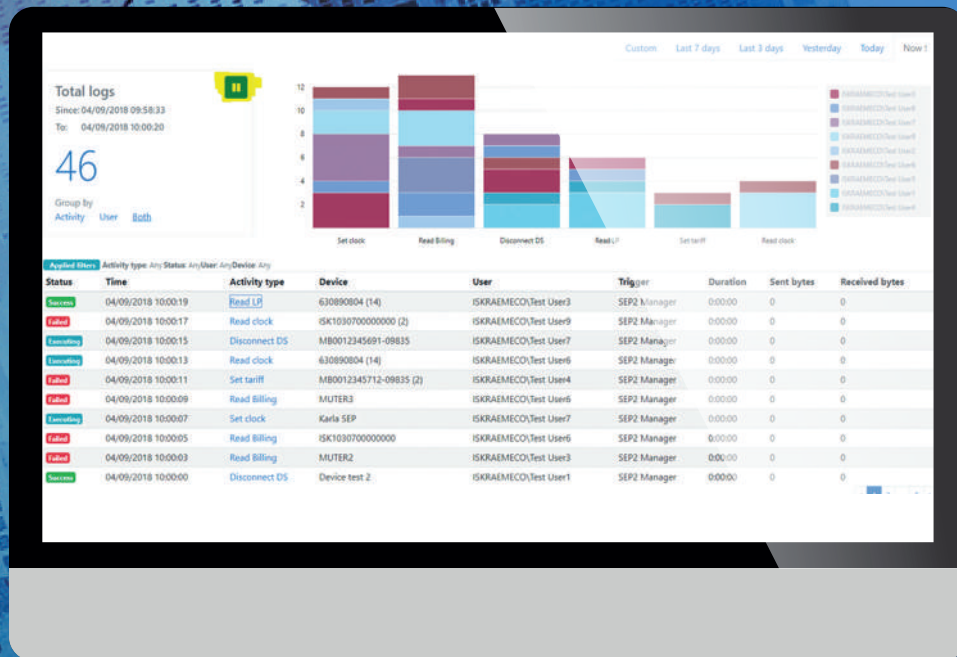 Custom Last 7 days Last 3 days Yesterday Today Now
Total logs
Since: 04/09/2018 09:58:33
To: 04/09/2018 10:00:20
46
Group by
Activity User Both
12
10
8
6
4
2
Set clock Read Billing Disconnect DS Read LP Set tariff Read clock
ISKRAEMECO\Test User7
Applied filters Activity type: Any Status: Any User: Any Device: Any
Status Time Activity type Device User Trigger Duration Sent bytes Received bytes
Success 04/09/2018 10:00:19 Read LP 630890804 (14) ISKRAEMECO\Test User3 SEP2 Manager 0:00:00 0 0
Failed 04/09/2018 10:00:17 Read clock ISK1030700000000 (2) ISKRAEMECO\Test User9 SEP2 Manager 0:00:00 0 0
Executing 04/09/2018 10:00:15 Disconnect DS MB0012345691-09835 ISKRAEMECO\Test User7 SEP2 Manager 0:00:00 0 0
Executing 04/09/2018 10:00:13 Read clock 630890804 (14) ISKRAEMECO\Test User6 SEP2 Manager 0:00:00 0 0
Failed 04/09/2018 10:00:11 Set tariff MB0012345712-09835 (2) ISKRAEMECO\Test User4 SEP2 Manager 0:00:00 0 0
Failed 04/09/2018 10:00:09 Read Billing MUTER3 ISKRAEMECO\Test User6 SEP2 Manager 0:00:00 0 0
Executing 04/09/2018 10:00:07 Set clock Karla SEP ISKRAEMECO\Test User7 SEP2 Manager 0:00:00 0 0
Failed 04/09/2018 10:00:05 Read Billing ISK1030700000000 ISKRAEMECO\Test User6 SEP2 Manager 0:00:00 0 0
Failed 04/09/2018 10:00:03 Read Billing MUTER2 ISKRAEMECO\Test User3 SEP2 Manager 0:00:00 0 0
Success 04/09/2018 10:00:00 Disconnect DS Device test 2 ISKRAEMECO\Test User1 SEP2 Manager 0:00:00 0 0